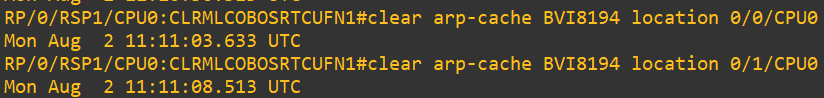 RP/0/RSP1/CPU0:CLRMLCOBOSRTCUFN1#clear arp-cache BVI8194 location 0/0/CPU0
Mon Aug  2 11:11:03.633 UTC
RP/0/RSP1/CPU0:CLRMLCOBOSRTCUFN1#clear arp-cache BVI8194 location 0/1/CPU0
Mon Aug  2 11:11:08.513 UTC